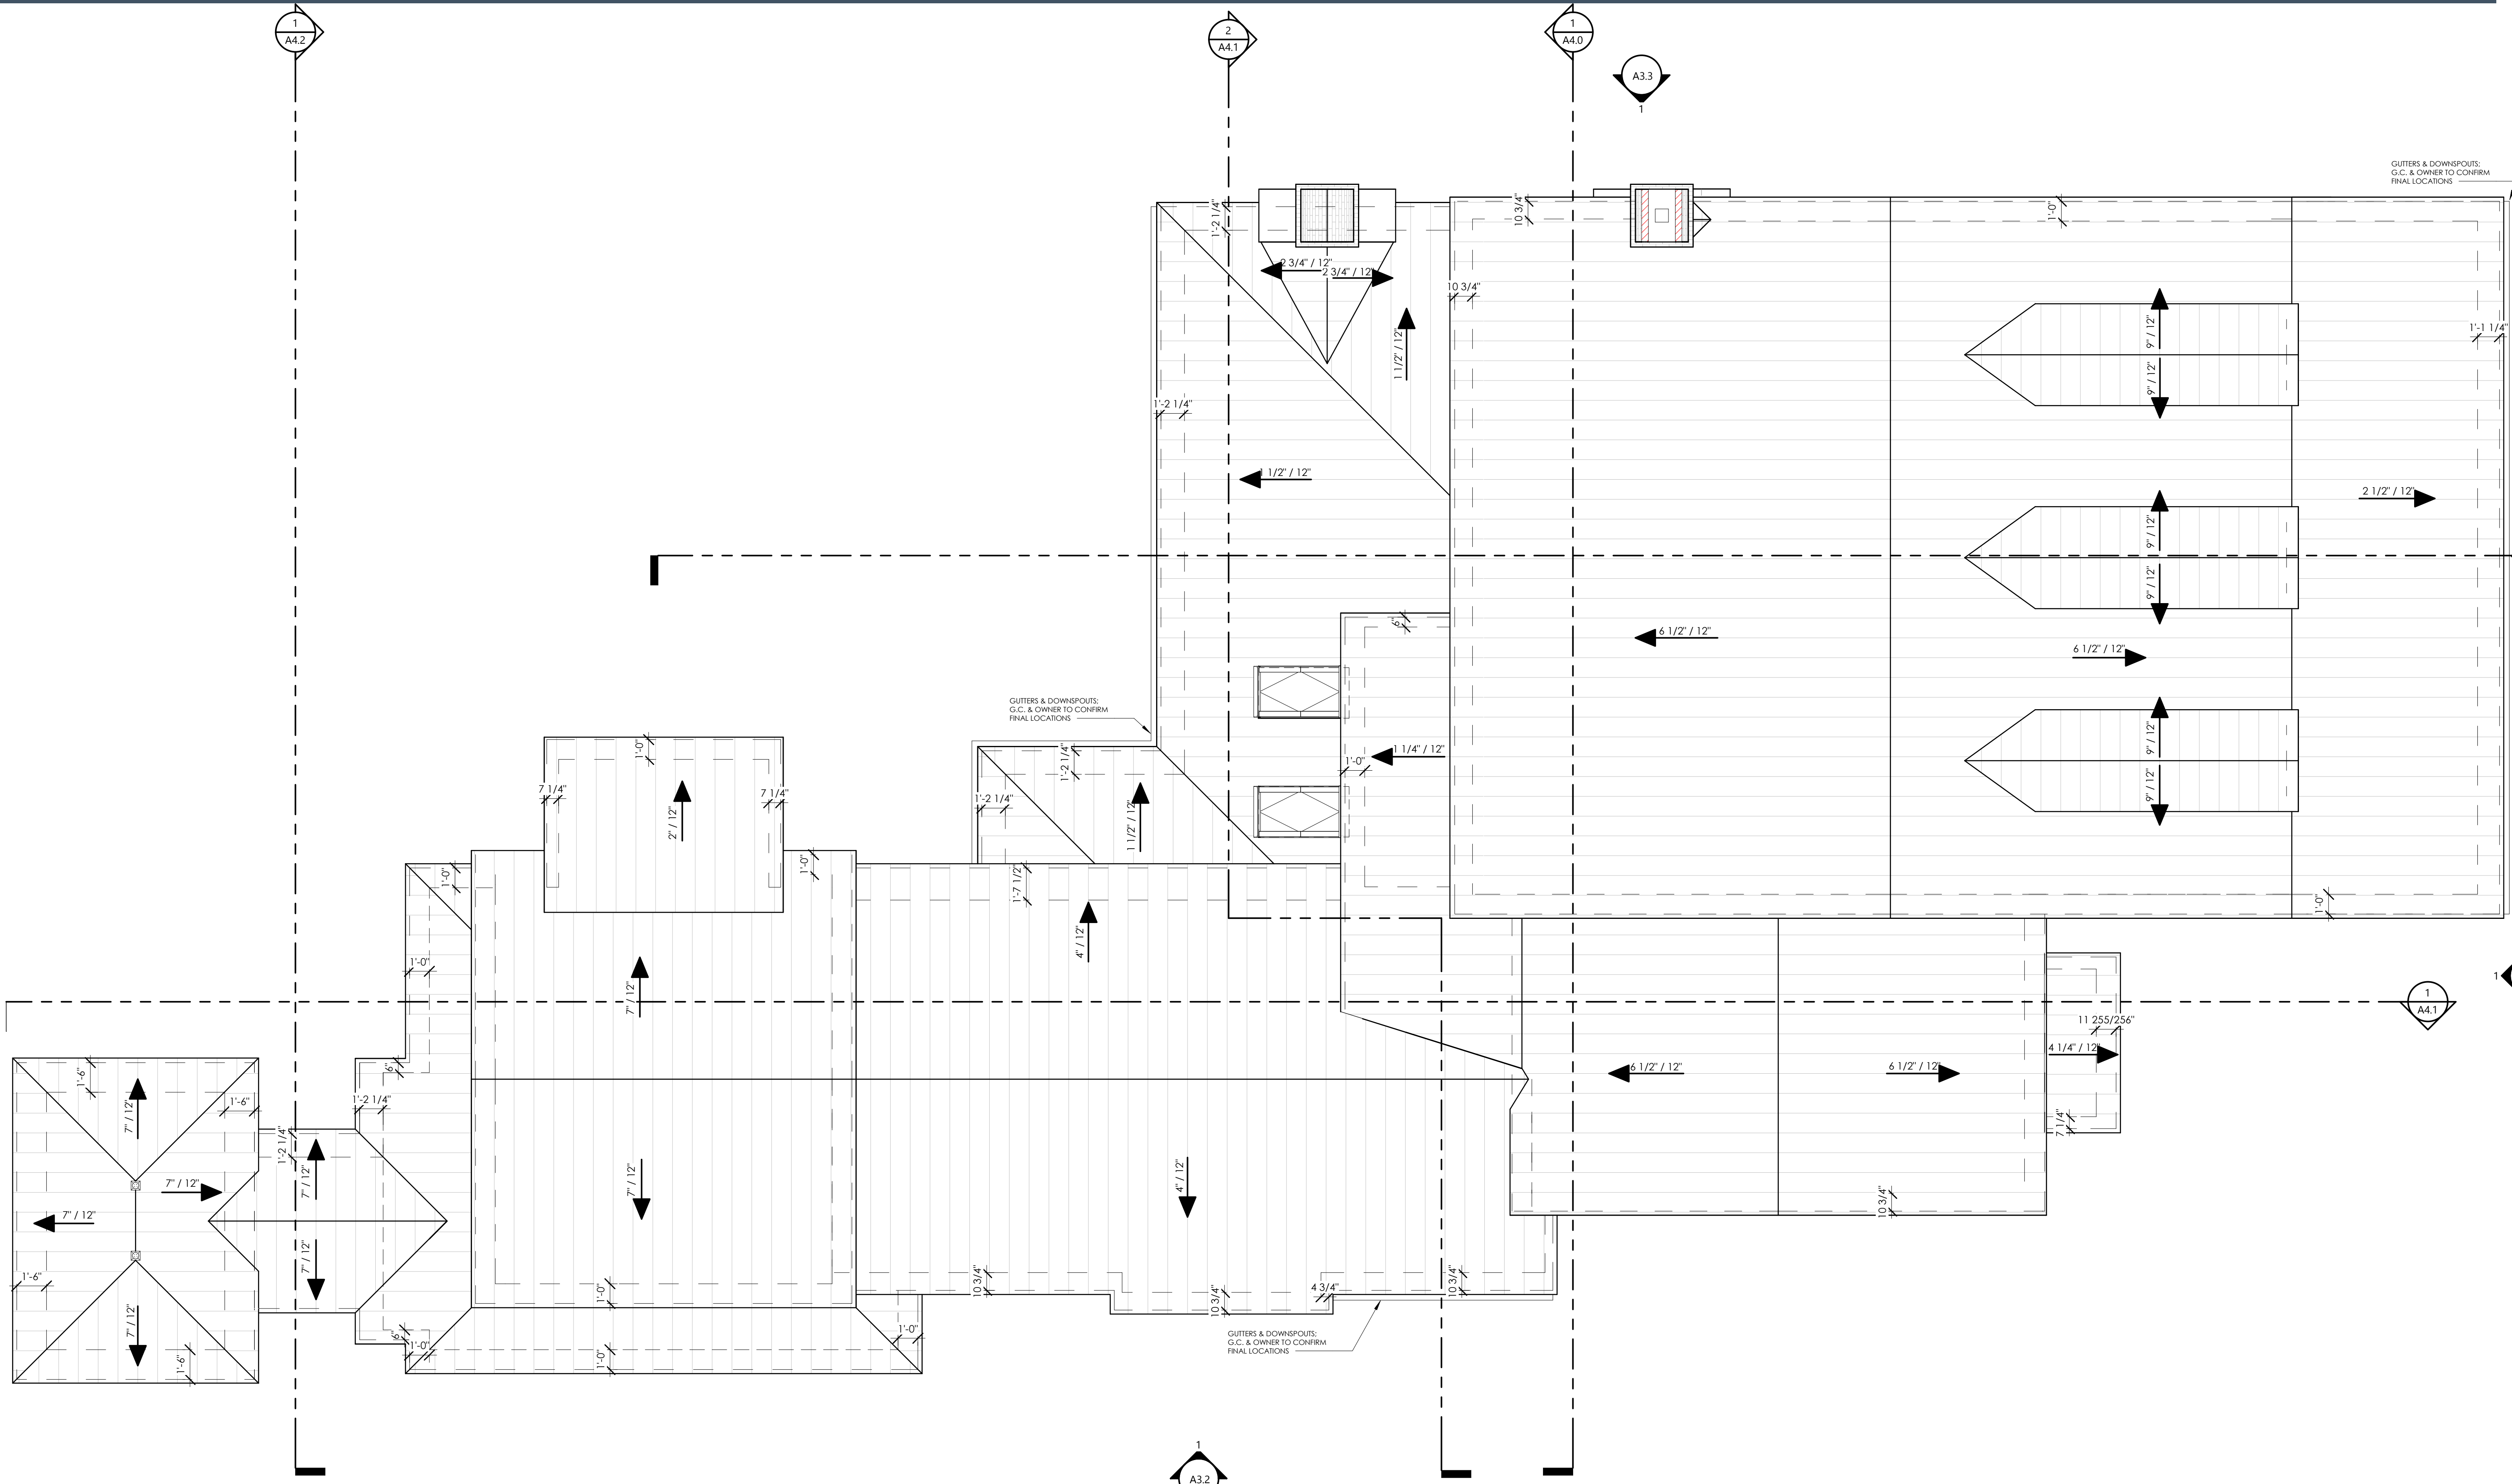 1
A4.2
2
A4.1
1
A4.0
A3.3
1
GUTTERS & DOWNSPOUTS;
G.C. & OWNER TO CONFIRM
FINAL LOCATIONS
1'-2 1/4"
10 3/4"
1'-0"
2 3/4" / 12"
2 3/4" / 12"
10 3/4"
1 1/2" / 12"
9" / 12"
9" / 12"
1'-1 1/4"
1'-2 1/4"
1 1/2" / 12"
2 1/2" / 12"
9" / 12"
9" / 12"
6"
6 1/2" / 12"
6 1/2" / 12"
GUTTERS & DOWNSPOUTS;
G.C. & OWNER TO CONFIRM
FINAL LOCATIONS
9" / 12"
9" / 12"
1'-0"
1'-2 1/4"
1'-0"
1 1/4" / 12"
7 1/4"
7 1/4"
2" / 12"
1'-2 1/4"
1 1/2" / 12"
1'-0"
1'-0"
1'-7 1/2"
1'-0"
4" / 12"
1'-0"
7" / 12"
1
1
A4.1
11 255/256"
4 1/4" / 12"
6"
1'-6"
6 1/2" / 12"
6 1/2" / 12"
1'-6"
1'-2 1/4"
7" / 12"
7 1/4"
1'-2 1/4"
7" / 12"
7" / 12"
7" / 12"
4" / 12"
10 3/4"
7" / 12"
7" / 12"
1'-6"
1'-0"
10 3/4"
10 3/4"
4 3/4"
10 3/4"
7" / 12"
6"
1'-0"
1'-0"
1'-0"
1'-6"
GUTTERS & DOWNSPOUTS;
G.C. & OWNER TO CONFIRM
FINAL LOCATIONS
1
A3.2